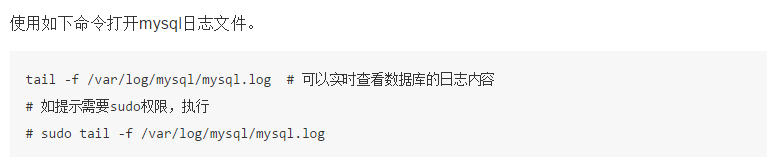 使用如下命令打开mysql日志文件。
tail -f /var/log/mysql/mysql.log  # 可以实时查看数据库的日志内容
# 如提示需要sudo权限，执行
# sudo tail -f /var/log/mysql/mysql.log